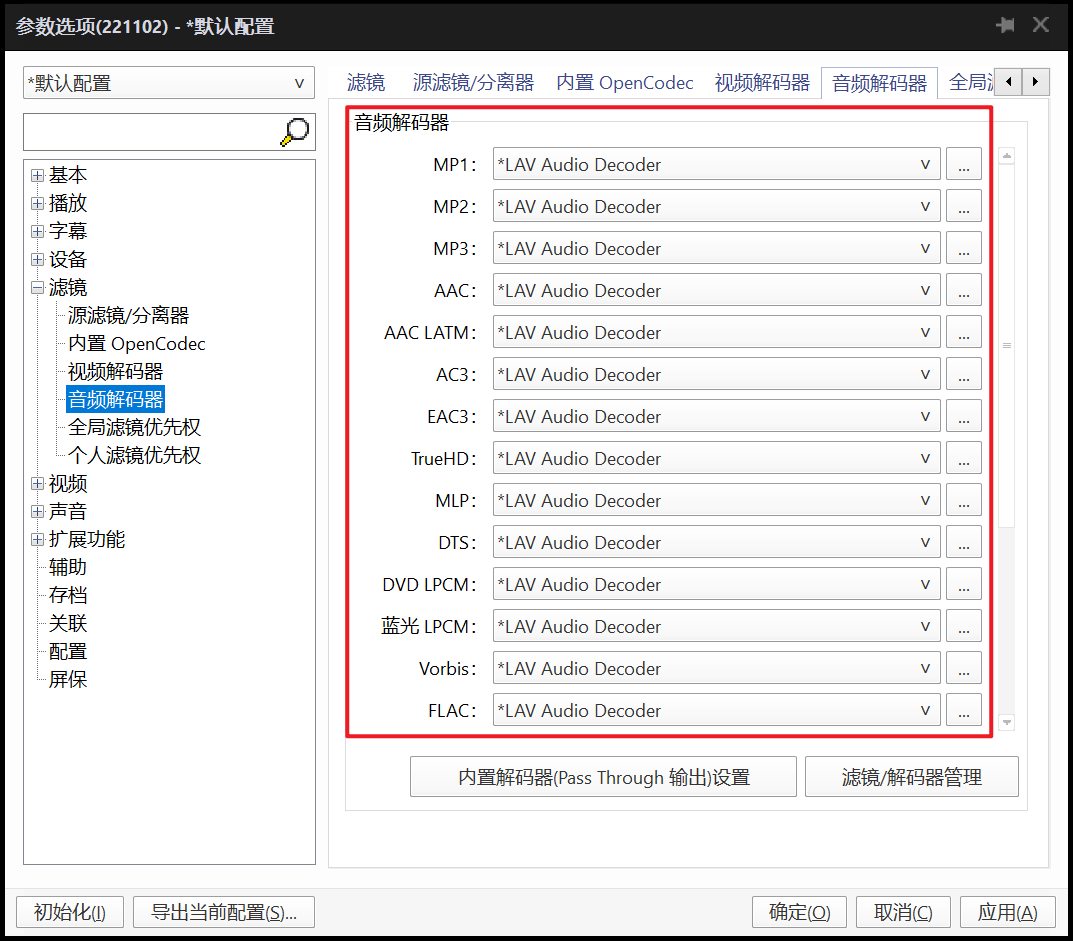 参数选项(221102) - *默认配置
*默认配置
基本
播放
字幕
设备
滤镜
源滤镜/分离器
内置 OpenCodec
视频解码器
音频解码器
全局滤镜优先权
个人滤镜优先权
视频
声音
扩展功能
辅助
存档
关联
配置
屏保
滤镜 源滤镜/分离器 内置 OpenCodec 视频解码器 音频解码器 全局
音频解码器
MP1: *LAV Audio Decoder ...
MP2: *LAV Audio Decoder ...
MP3: *LAV Audio Decoder ...
AAC: *LAV Audio Decoder ...
AAC LATM: *LAV Audio Decoder ...
AC3: *LAV Audio Decoder ...
EAC3: *LAV Audio Decoder ...
TrueHD: *LAV Audio Decoder ...
MLP: *LAV Audio Decoder ...
DTS: *LAV Audio Decoder ...
DVD LPCM: *LAV Audio Decoder ...
蓝光 LPCM: *LAV Audio Decoder ...
Vorbis: *LAV Audio Decoder ...
FLAC: *LAV Audio Decoder ...
内置解码器(Pass Through 输出)设置 滤镜/解码器管理
初始化(I) 导出当前配置(S)... 确定(O) 取消(C) 应用(A)